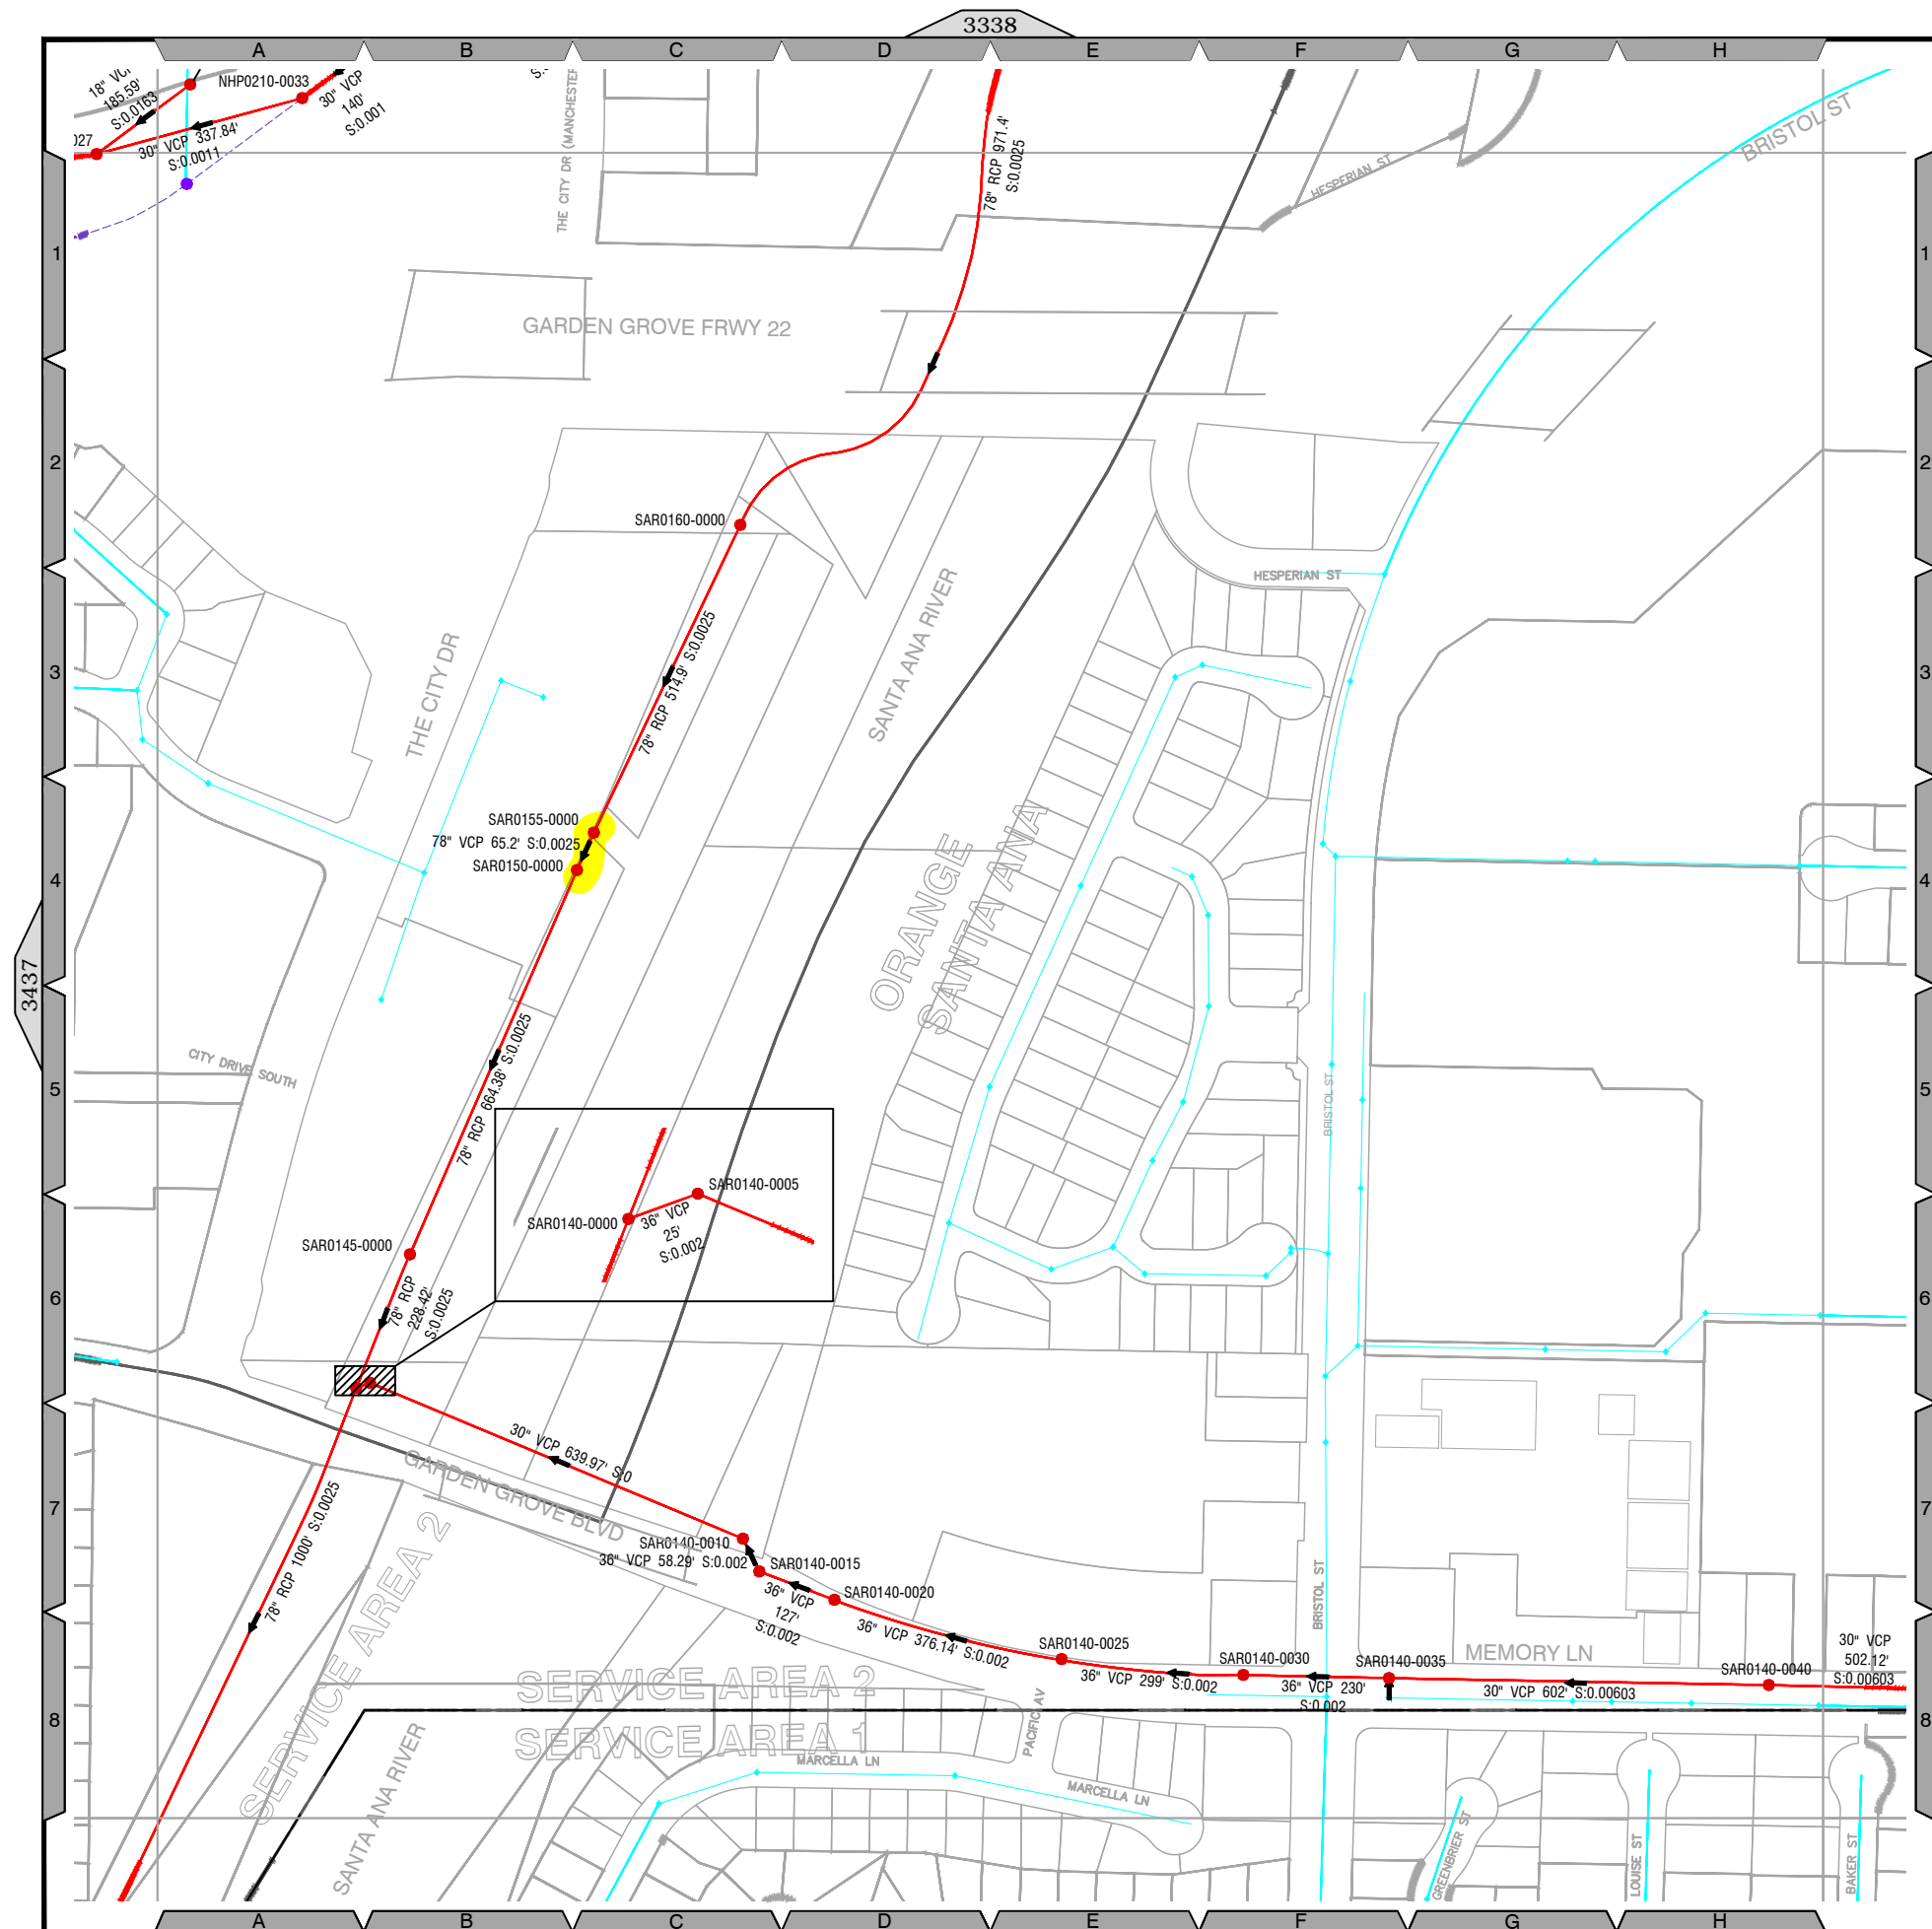 3338
A B C D E F G H
18" VCP
185.59'
S:0.0163
NHP0210-0033
30" VCP
140'
S:0.001
027
30" VCP 337.84'
S:0.0011
THE CITY DR (MANCHESTER
78" RCP 971.4'
S:0.0025
HESPERIAN ST
BRISTOL ST
1
1
GARDEN GROVE FRWY 22
2
2
SAR0160-0000
HESPERIAN ST
SANTA ANA RIVER
THE CITY DR
78" RCP 514.9' S:0.0025
3
3
SAR0155-0000
78" VCP 65.2' S:0.0025
SAR0150-0000
ORANGE
SANTA ANA
4
4
3437
CITY DRIVE SOUTH
78" RCP 664.38' S:0.0025
BRISTOL ST
5
5
SAR0140-0005
SAR0140-0000
36" VCP
25'
S:0.002
SAR0145-0000
78" RCP
228.42'
S:0.0025
6
6
30" VCP 639.97' S:0
GARDEN GROVE BLVD
78" RCP 1000' S:0.0025
7
7
SAR0140-0010
36" VCP 58.29' S:0.002
SAR0140-0015
36" VCP
127'
S:0.002
SAR0140-0020
36" VCP 376.14' S:0.002
SAR0140-0025
36" VCP 299' S:0.002
SAR0140-0030
36" VCP 230'
S:0.002
SAR0140-0035
30" VCP 602' S:0.00603
SAR0140-0040
30" VCP
502.12'
S:0.00603
BRISTOL ST
MEMORY LN
SERVICE AREA 2
SERVICE AREA 2
SERVICE AREA 1
8
8
SANTA ANA RIVER
PACIFIC AV
MARCELLA LN
MARCELLA LN
GREENBRIER ST
LOUISE ST
BAKER ST
A B C D E F G H